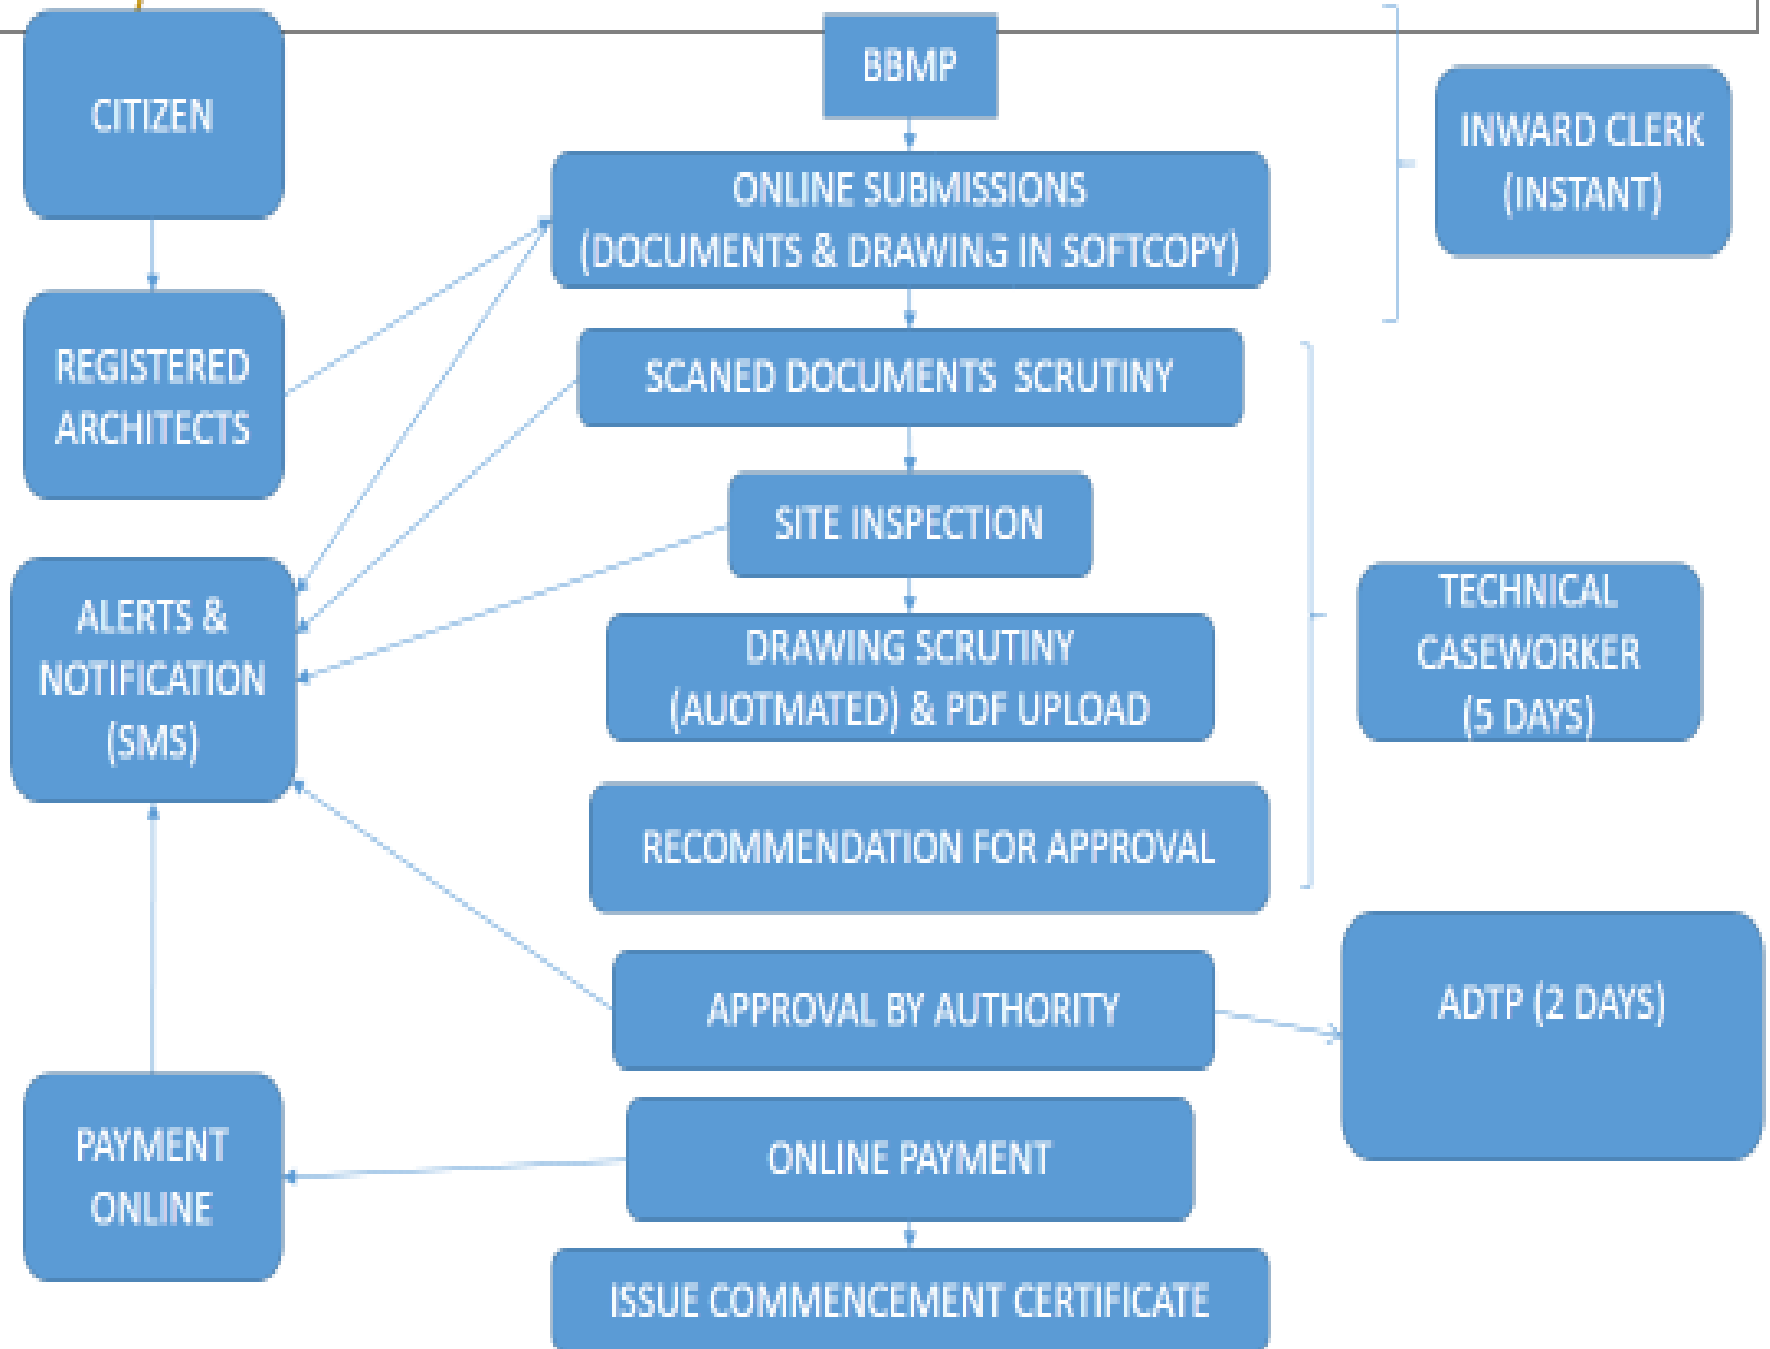 CITIZEN
BBMP
INWARD CLERK
(INSTANT)
ONLINE SUBMISSIONS
(DOCUMENTS & DRAWING IN SOFTCOPY)
REGISTERED
ARCHITECTS
SCANED DOCUMENTS SCRUTINY
SITE INSPECTION
ALERTS &
NOTIFICATION
(SMS)
DRAWING SCRUTINY
(AUOTMATED) & PDF UPLOAD
TECHNICAL
CASEWORKER
(5 DAYS)
RECOMMENDATION FOR APPROVAL
APPROVAL BY AUTHORITY
ADTP (2 DAYS)
PAYMENT
ONLINE
ONLINE PAYMENT
ISSUE COMMENCEMENT CERTIFICATE